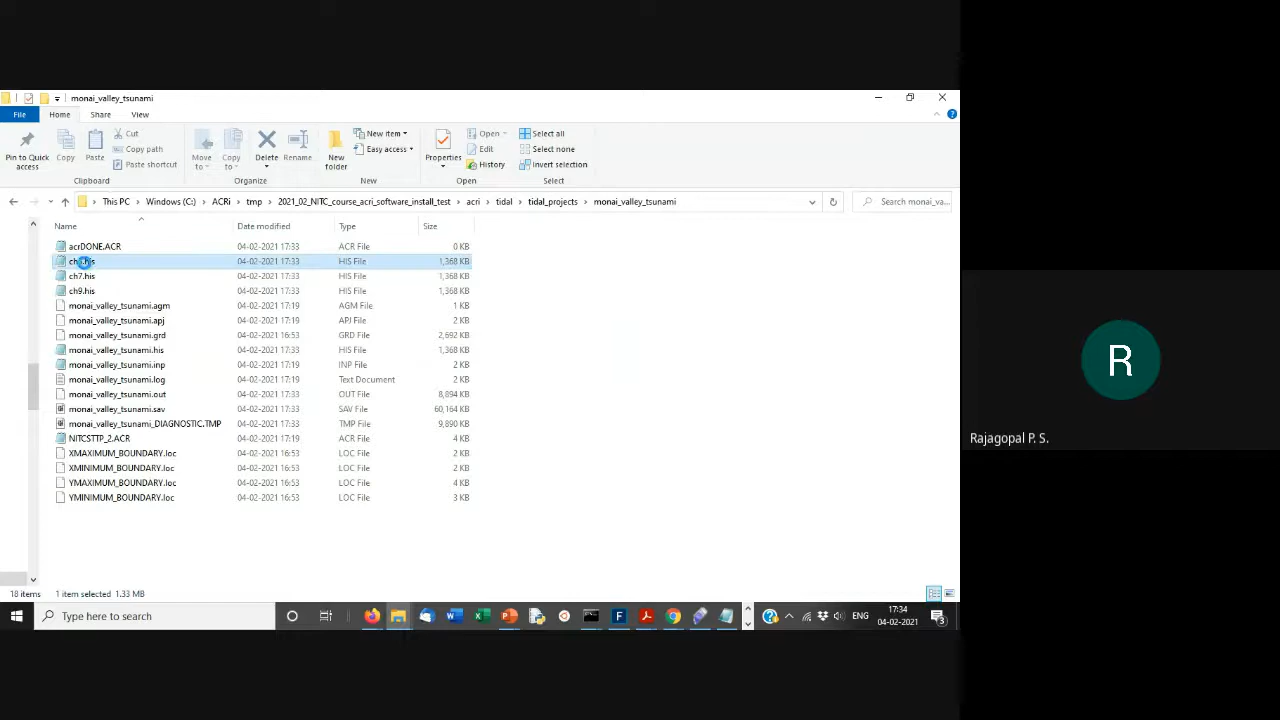 monai_valley_tsunami
File Home Share View
Pin to Quick access
Copy
Paste
Cut
Copy path
Paste shortcut
Move to
Copy to
Delete
Rename
New folder
New item
Easy access
Properties
Open
Edit
History
Select all
Select none
Invert selection
Clipboard Organize New Open Select
This PC Windows (C:) ACRi tmp 2021_02_NITC_course_acri_software_install_test acri tidal tidal_projects monai_valley_tsunami
Search monai_va...
Name Date modified Type Size
acrDONE.ACR 04-02-2021 17:33 ACR File 0 KB
04-02-2021 17:33 HIS File 1,368 KB
ch7.his 04-02-2021 17:33 HIS File 1,368 KB
ch9.his 04-02-2021 17:33 HIS File 1,368 KB
monai_valley_tsunami.agm 04-02-2021 17:19 AGM File 1 KB
monai_valley_tsunami.apj 04-02-2021 17:19 APJ File 2 KB
monai_valley_tsunami.grd 04-02-2021 16:53 GRD File 2,692 KB
monai_valley_tsunami.his 04-02-2021 17:33 HIS File 1,368 KB
monai_valley_tsunami.inp 04-02-2021 17:19 INP File 2 KB
monai_valley_tsunami.log 04-02-2021 17:19 Text Document 2 KB
monai_valley_tsunami.out 04-02-2021 17:33 OUT File 8,894 KB
monai_valley_tsunami.sav 04-02-2021 17:33 SAV File 60,164 KB
monai_valley_tsunami_DIAGNOSTIC.TMP 04-02-2021 17:33 TMP File 9,890 KB
NITCSTTP_2.ACR 04-02-2021 17:19 ACR File 4 KB
XMAXIMUM_BOUNDARY.loc 04-02-2021 16:53 LOC File 2 KB
XMINIMUM_BOUNDARY.loc 04-02-2021 16:53 LOC File 2 KB
YMAXIMUM_BOUNDARY.loc 04-02-2021 16:53 LOC File 4 KB
YMINIMUM_BOUNDARY.loc 04-02-2021 16:53 LOC File 3 KB
18 items 1 item selected 1.33 MB
Type here to search
ENG
17:34
04-02-2021
3
R
Rajagopal P. S.